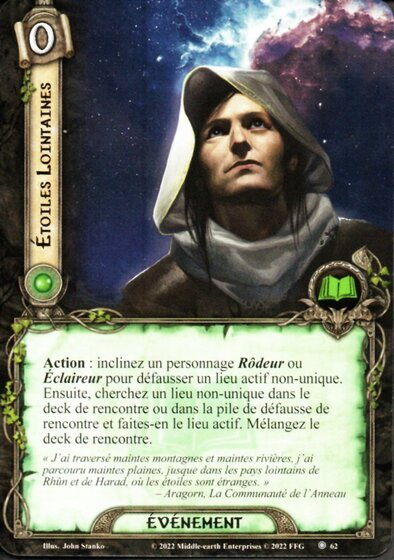 0
ÉTOILES LOINTAINES
Action : inclinez un personnage Rôdeur ou
Éclaireur pour défausser un lieu actif non-unique.
Ensuite, cherchez un lieu non-unique dans le
deck de rencontre ou dans la pile de défausse de
rencontre et faites-en le lieu actif. Mélangez le
deck de rencontre.
« J'ai traversé maintes montagnes et maintes rivières, j'ai
parcouru maintes plaines, jusque dans les pays lointains de
Rhûn et de Harad, où les étoiles sont étranges. »
– Aragorn, La Communauté de l'Anneau
ÉVÉNEMENT
Illus. John Stanko © 2022 Middle-earth Enterprises © 2022 FFG 62